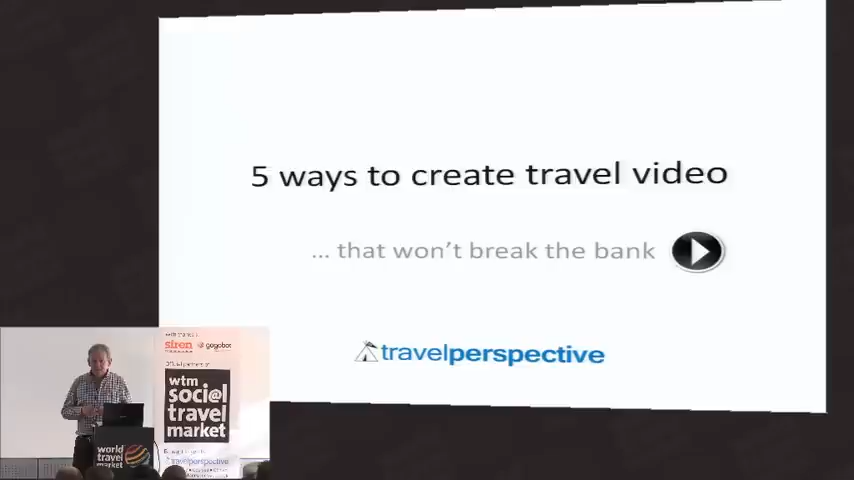 5 ways to create travel video
... that won't break the bank
travelperspective
siren gogobot
wtm
soci@l
travel
market
world
travel
market
travelperspective